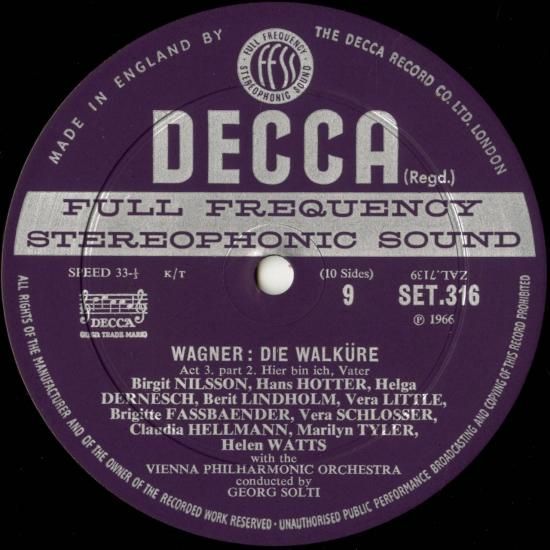 MADE IN ENGLAND BY
THE DECCA RECORD CO. LTD. LONDON
FULL FREQUENCY
ffss
STEREOPHONIC SOUND
DECCA
(Regd.)
FULL FREQUENCY
STEREOPHONIC SOUND
SPEED 33-⅓ K/T (10 Sides) ZAL.7139
9 SET.316
℗ 1966
DECCA
(REGD TRADE MARK)
WAGNER : DIE WALKÜRE
Act 3, part 2. Hier bin ich, Vater
Birgit NILSSON, Hans HOTTER, Helga
DERNESCH, Berit LINDHOLM, Vera LITTLE,
Brigitte FASSBAENDER, Vera SCHLOSSER,
Claudia HELLMANN, Marilyn TYLER,
Helen WATTS
with the
VIENNA PHILHARMONIC ORCHESTRA
conducted by
GEORG SOLTI
ALL RIGHTS OF THE MANUFACTURER AND OF THE OWNER OF THE RECORDED WORK RESERVED · UNAUTHORISED PUBLIC PERFORMANCE BROADCASTING AND COPYING OF THIS RECORD PROHIBITED